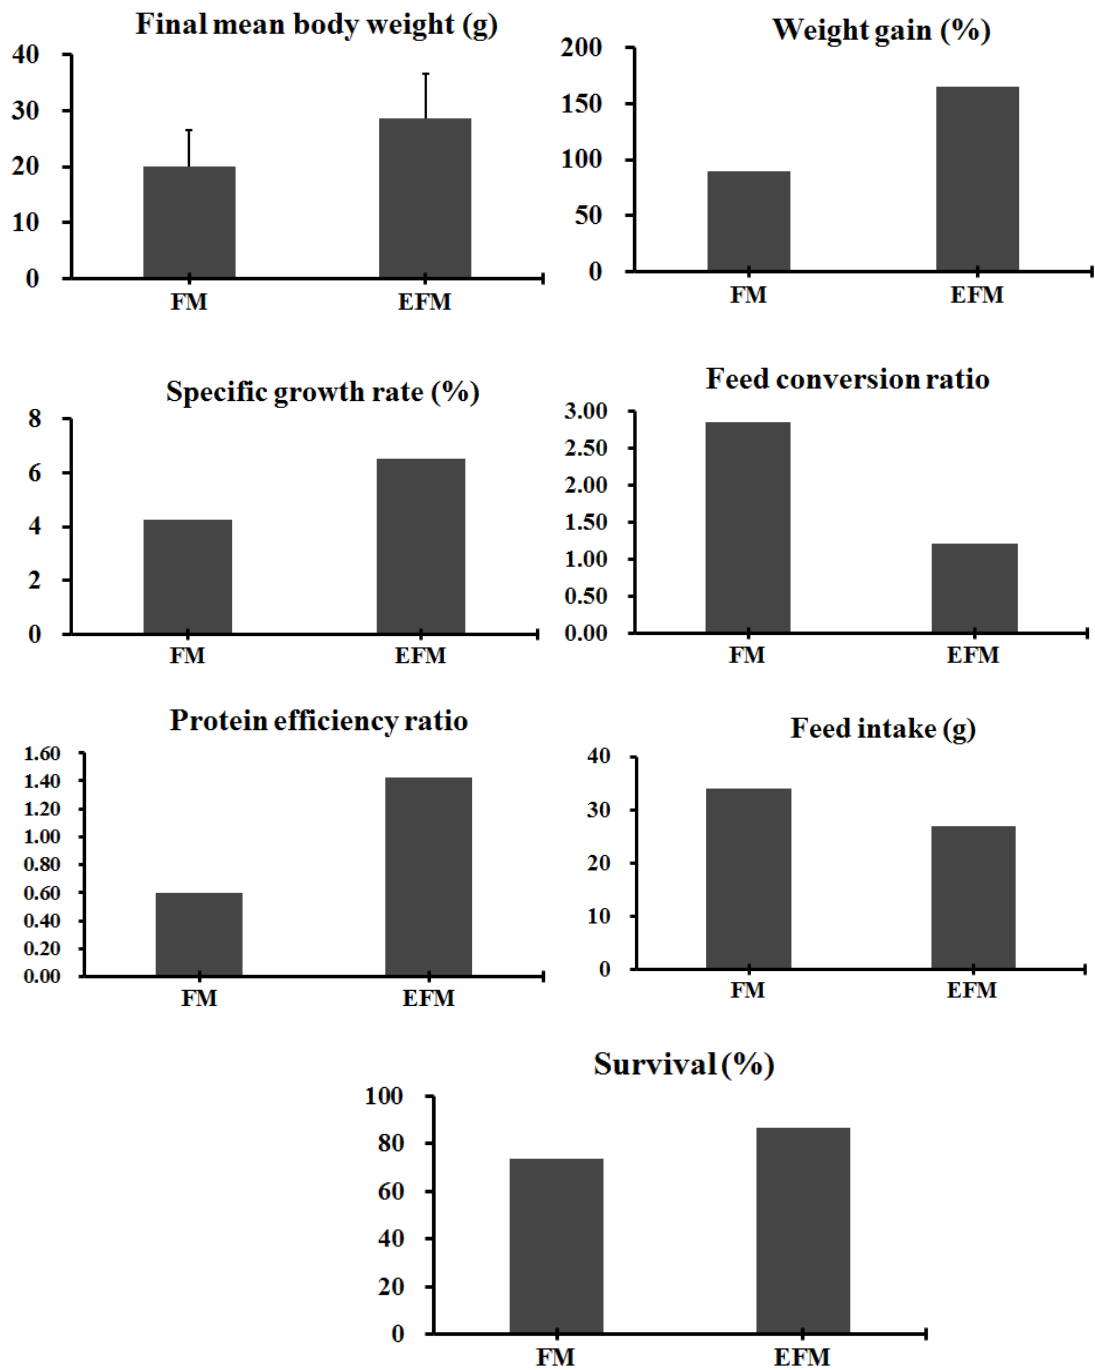 Final mean body weight (g)
40
30
20
10
0
FM
EFM
Weight gain (%)
200
150
100
50
0
FM
EFM
Specific growth rate (%)
8
6
4
2
0
FM
EFM
Feed conversion ratio
3.00
2.50
2.00
1.50
1.00
0.50
0.00
FM
EFM
Protein efficiency ratio
1.60
1.40
1.20
1.00
0.80
0.60
0.40
0.20
0.00
FM
EFM
Feed intake (g)
40
30
20
10
0
FM
EFM
Survival (%)
100
80
60
40
20
0
FM
EFM